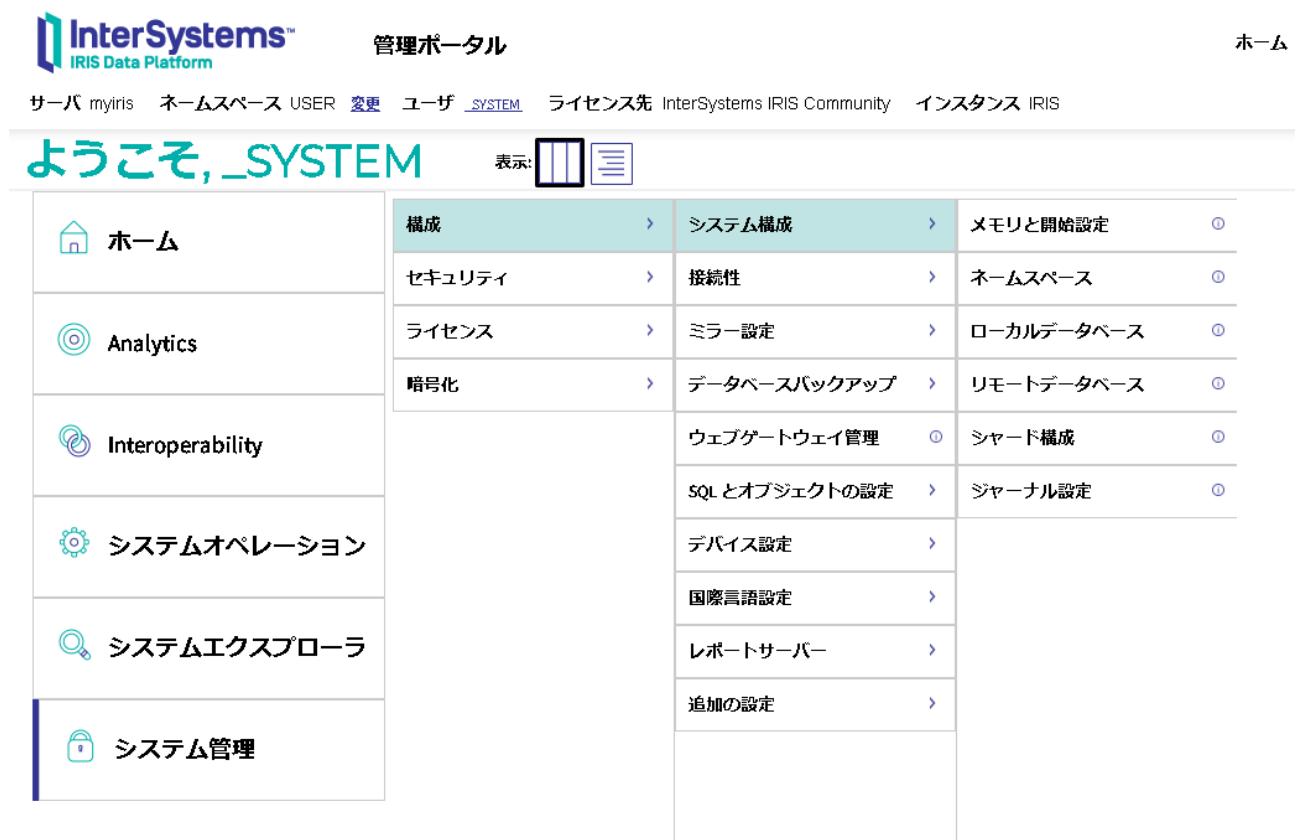 InterSystems™
IRIS Data Platform
管理ポータル
ホーム
サーバ myiris ネームスペース USER 変更 ユーザ _SYSTEM ライセンス先 InterSystems IRIS Community インスタンス IRIS
ようこそ, _SYSTEM
表示:
ホーム
Analytics
Interoperability
システムオペレーション
システムエクスプローラ
システム管理
構成
セキュリティ
ライセンス
暗号化
システム構成
接続性
ミラー設定
データベースバックアップ
ウェブゲートウェイ管理
SQL とオブジェクトの設定
デバイス設定
国際言語設定
レポートサーバー
追加の設定
メモリと開始設定
ネームスペース
ローカルデータベース
リモートデータベース
シャード構成
ジャーナル設定